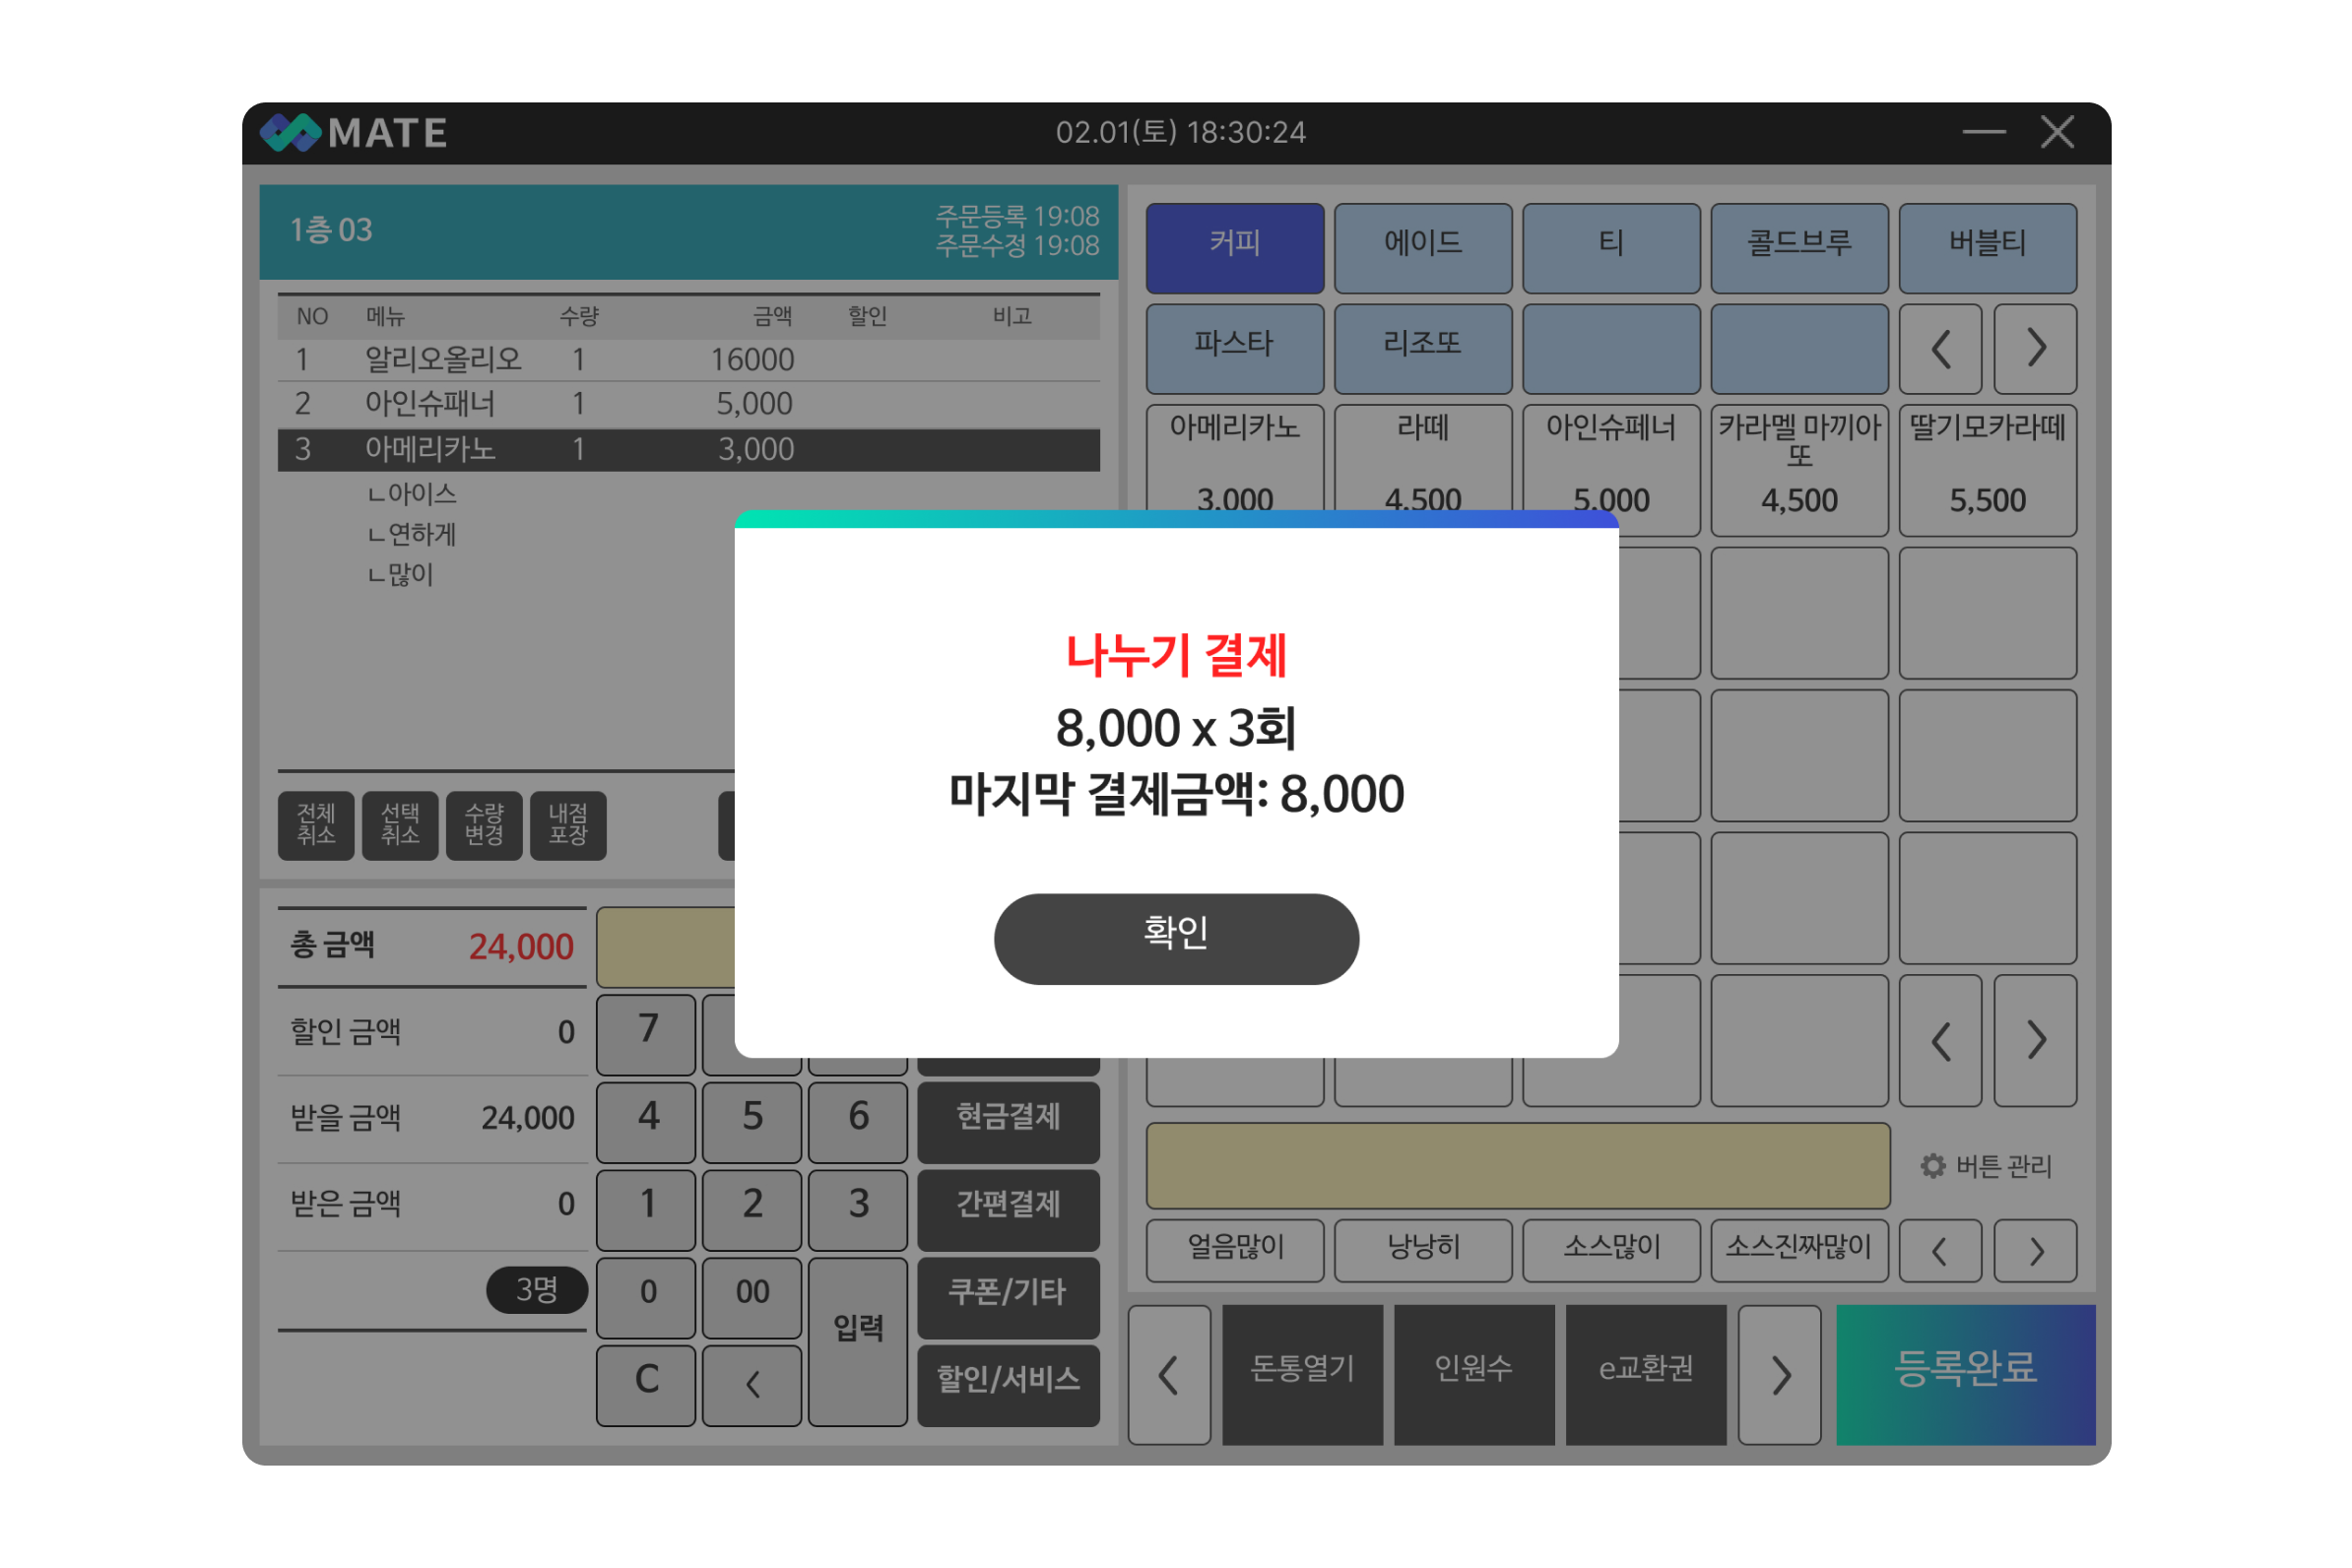 MATE
02.01(토) 18:30:24
1층 03
주문등록 19:08
주문수정 19:08
NO 메뉴 수량 금액 할인 비고
1 알리오올리오 1 16000
2 아인슈패너 1 5,000
3 아메리카노 1 3,000
ㄴ아이스
ㄴ연하게
ㄴ많이
전체
취소
선택
취소
수량
변경
내점
포장
총 금액 24,000
할인 금액 0
받을 금액 24,000
받은 금액 0
3명
7
4 5 6
1 2 3
0 00
입력
C
현금결제
간편결제
쿠폰/기타
할인/서비스
나누기 결제
8,000 x 3회
마지막 결제금액: 8,000
확인
커피 에이드 티 콜드브루 버블티
파스타 리조또
아메리카노 라떼 아인슈페너 카라멜 마끼아 딸기모카라떼
또
3,000 4,500 5,000 4,500 5,500
버튼 관리
얼음많이 낭낭히 소스많이 소스진짜많이
돈통열기 인원수 e교환권
등록완료